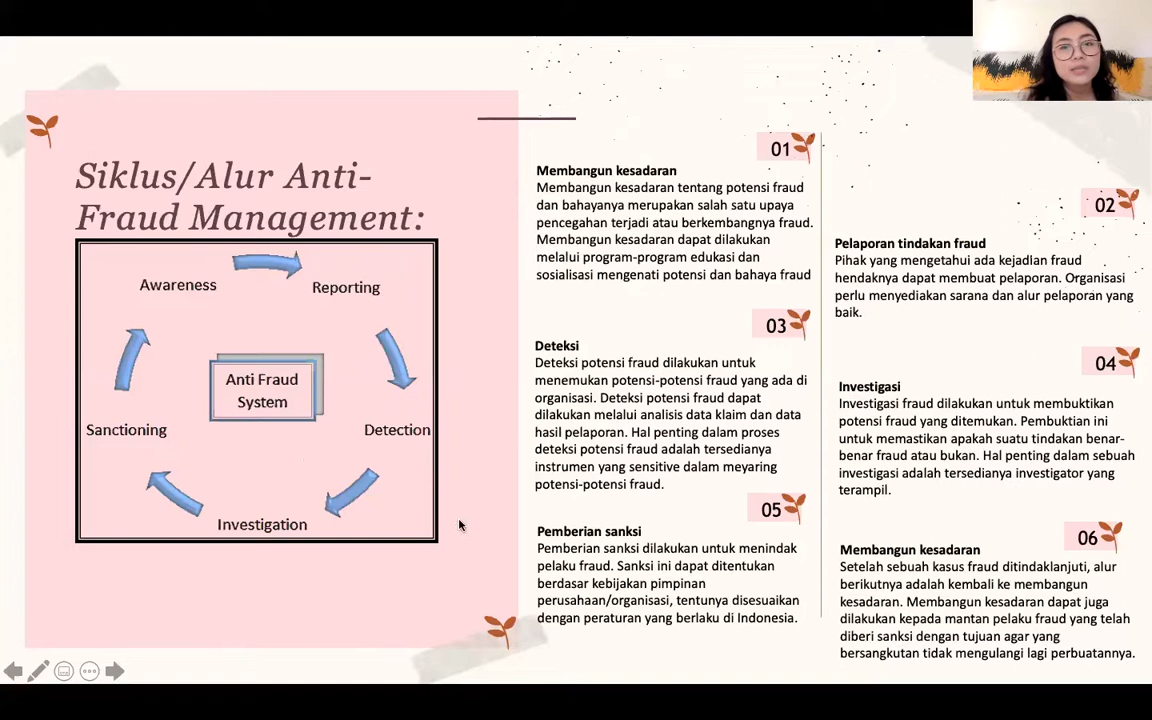 Siklus/Alur Anti-
Fraud Management:
Awareness
Reporting
Anti Fraud
System
Sanctioning
Detection
Investigation
01
Membangun kesadaran
Membangun kesadaran tentang potensi fraud
dan bahayanya merupakan salah satu upaya
pencegahan terjadi atau berkembangnya fraud.
Membangun kesadaran dapat dilakukan
melalui program-program edukasi dan
sosialisasi mengenati potensi dan bahaya fraud
02
Pelaporan tindakan fraud
Pihak yang mengetahui ada kejadian fraud
hendaknya dapat membuat pelaporan. Organisasi
perlu menyediakan sarana dan alur pelaporan yang
baik.
03
Deteksi
Deteksi potensi fraud dilakukan untuk
menemukan potensi-potensi fraud yang ada di
organisasi. Deteksi potensi fraud dapat
dilakukan melalui analisis data klaim dan data
hasil pelaporan. Hal penting dalam proses
deteksi potensi fraud adalah tersedianya
instrumen yang sensitive dalam meyaring
potensi-potensi fraud.
04
Investigasi
Investigasi fraud dilakukan untuk membuktikan
potensi fraud yang ditemukan. Pembuktian ini
untuk memastikan apakah suatu tindakan benar-
benar fraud atau bukan. Hal penting dalam sebuah
investigasi adalah tersedianya investigator yang
terampil.
05
Pemberian sanksi
Pemberian sanksi dilakukan untuk menindak
pelaku fraud. Sanksi ini dapat ditentukan
berdasar kebijakan pimpinan
perusahaan/organisasi, tentunya disesuaikan
dengan peraturan yang berlaku di Indonesia.
06
Membangun kesadaran
Setelah sebuah kasus fraud ditindaklanjuti, alur
berikutnya adalah kembali ke membangun
kesadaran. Membangun kesadaran dapat juga
dilakukan kepada mantan pelaku fraud yang telah
diberi sanksi dengan tujuan agar yang
bersangkutan tidak mengulangi lagi perbuatannya.